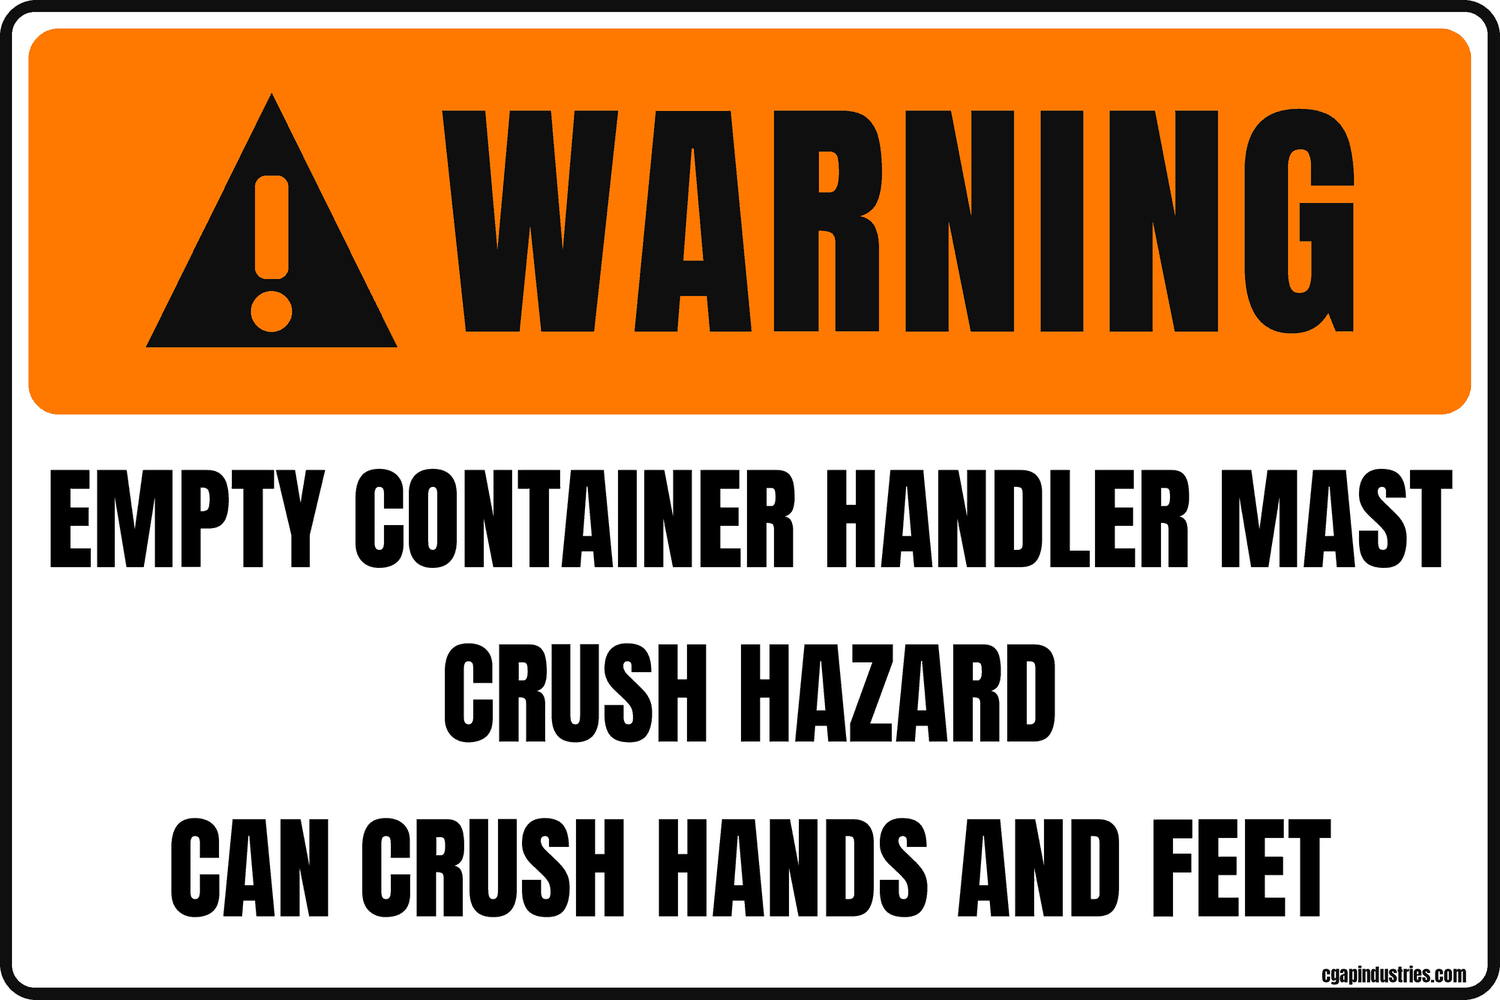 WARNING
EMPTY CONTAINER HANDLER MAST
CRUSH HAZARD
CAN CRUSH HANDS AND FEET
cgapindustries.com